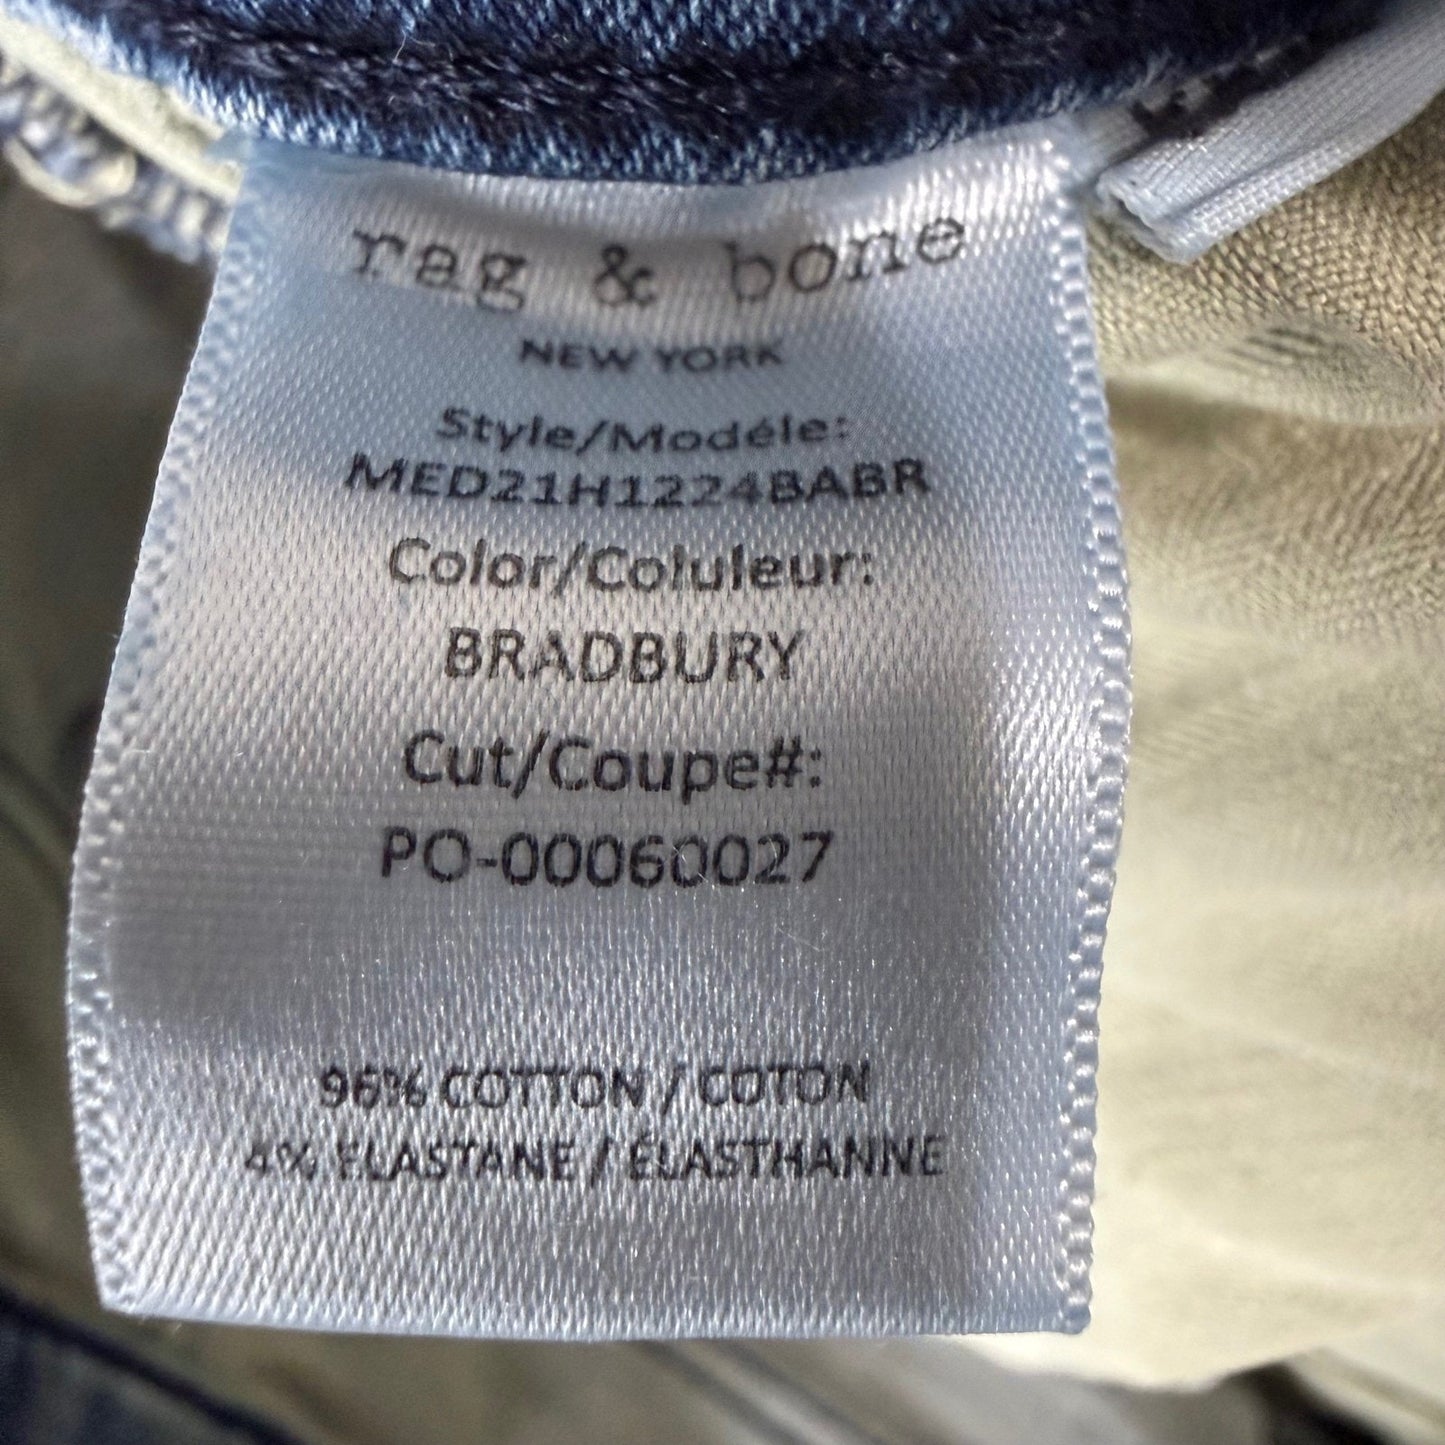 rag & bone
NEW YORK
Style/Modéle:
MED21H1224BABR
Color/Coluleur:
BRADBURY
Cut/Coupe#:
PO-00060027
96% COTTON / COTON
4% ELASTANE / ÉLASTHANNE